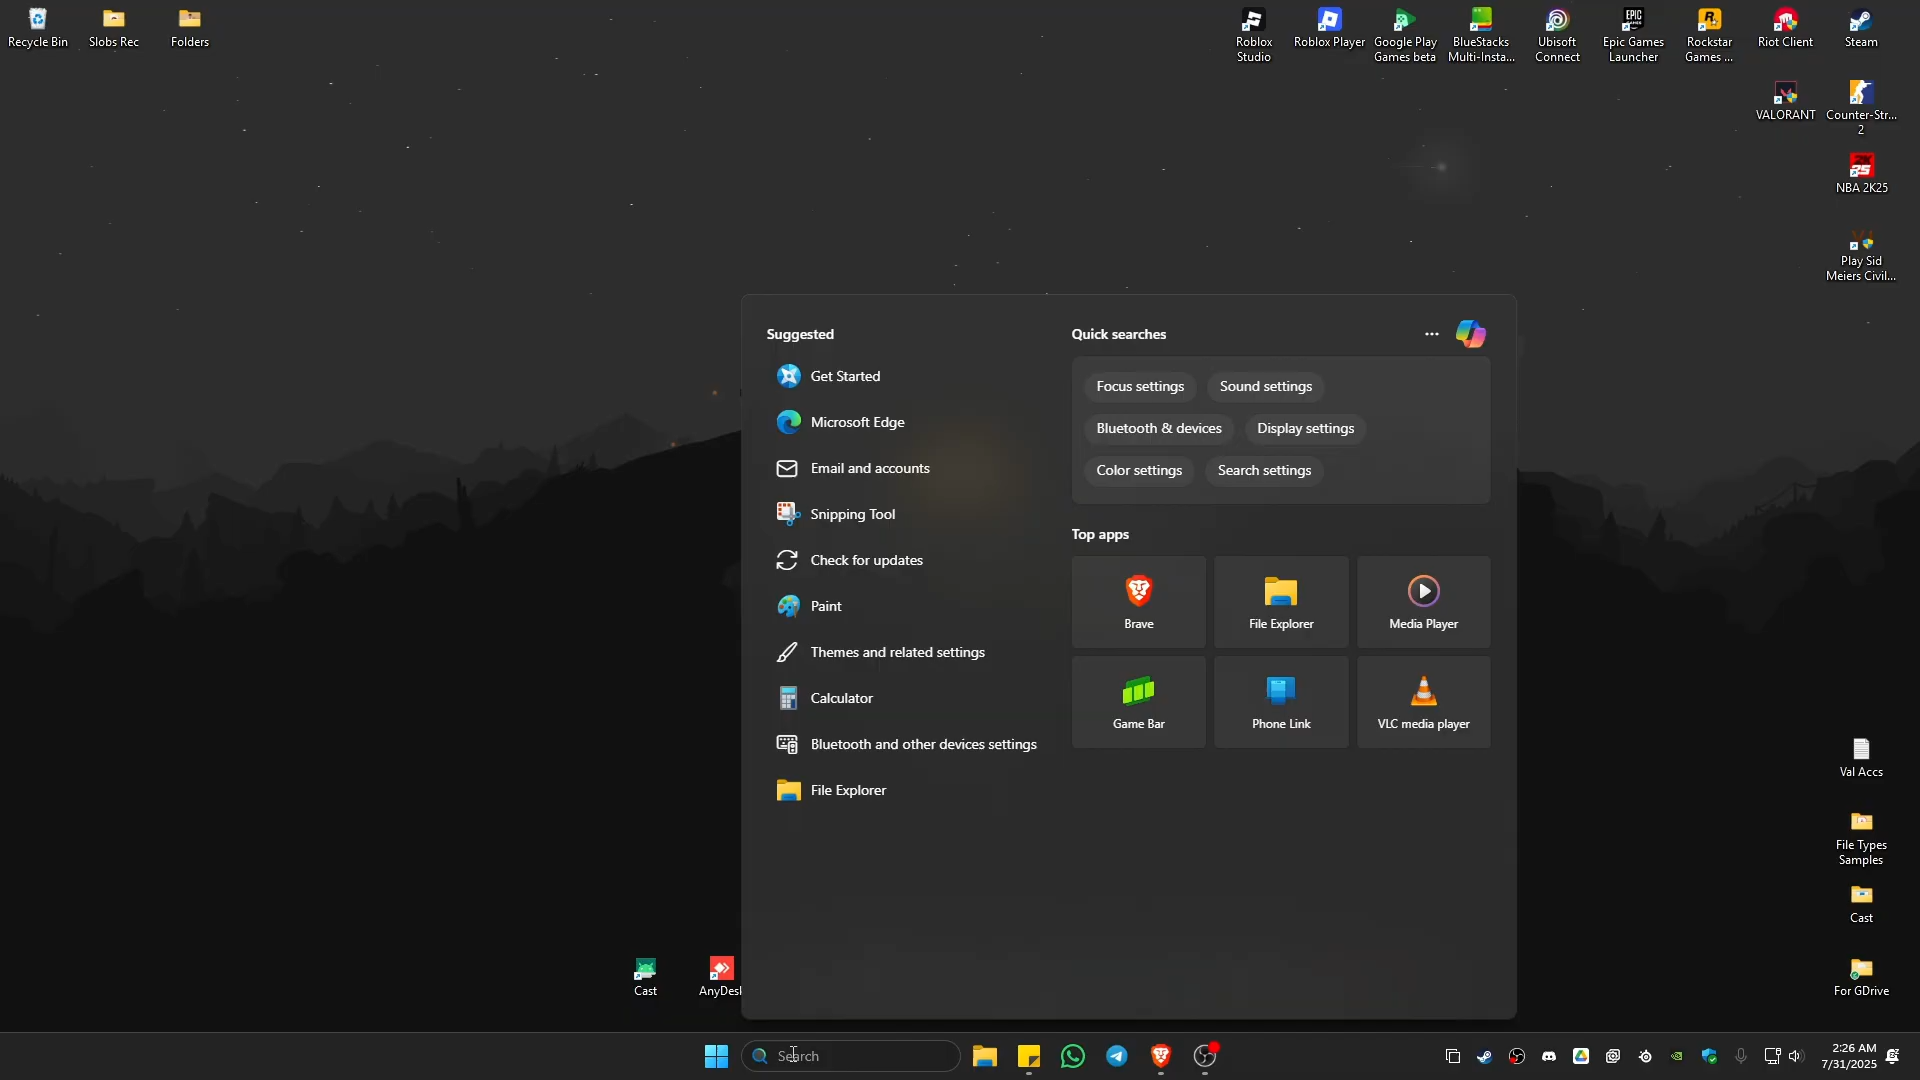 Recycle Bin
Slobs Rec
Folders
Roblox
Studio
Roblox Player
Google Play
Games beta
BlueStacks
Multi-Insta...
Ubisoft
Connect
Epic Games
Launcher
Rockstar
Games ...
Riot Client
Steam
VALORANT
Counter-Str...
2
NBA 2K25
Play Sid
Meiers Civil...
Suggested
Get Started
Microsoft Edge
Email and accounts
Snipping Tool
Check for updates
Paint
Themes and related settings
Calculator
Bluetooth and other devices settings
File Explorer
Quick searches
Focus settings
Sound settings
Bluetooth & devices
Display settings
Color settings
Search settings
Top apps
Brave
File Explorer
Media Player
Game Bar
Phone Link
VLC media player
Val Accs
File Types
Samples
Cast
For GDrive
Cast
AnyDesk
Search
2:26 AM
7/31/2025